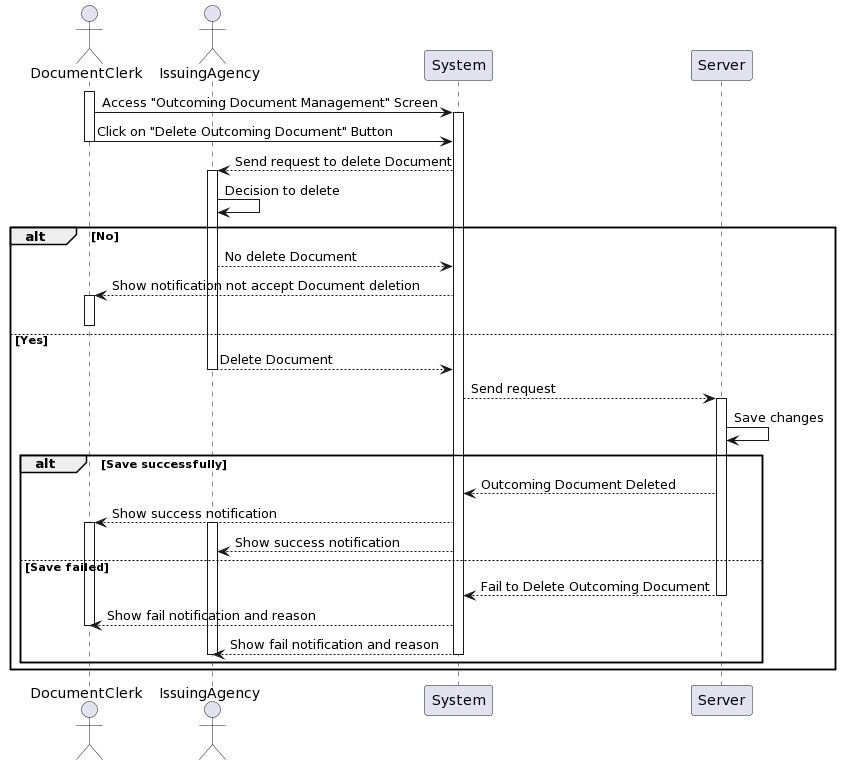 DocumentClerk
IssuingAgency
System
Server
Access "Outcoming Document Management" Screen
Click on "Delete Outcoming Document" Button
Send request to delete Document
Decision to delete
alt
[No]
No delete Document
Show notification not accept Document deletion
[Yes]
Delete Document
Send request
Save changes
alt
[Save successfully]
Outcoming Document Deleted
Show success notification
Show success notification
[Save failed]
Fail to Delete Outcoming Document
Show fail notification and reason
Show fail notification and reason
DocumentClerk
IssuingAgency
System
Server